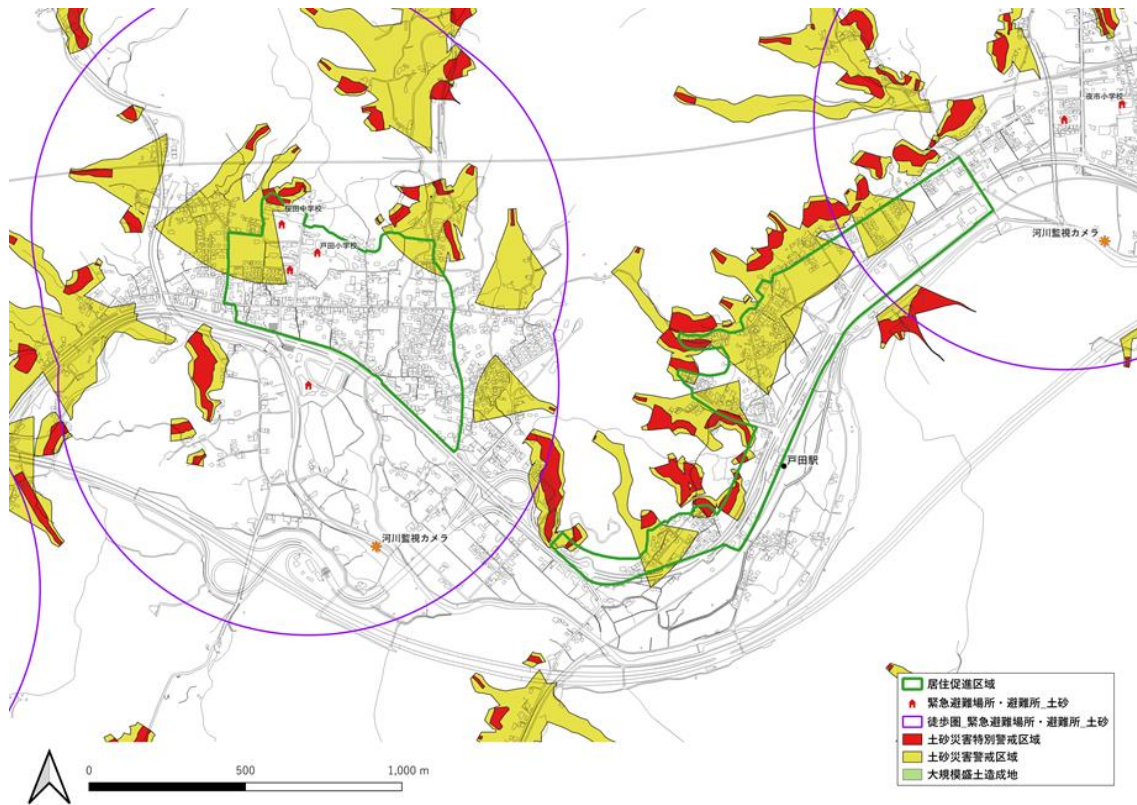 夜市小学校
桜田中学校
戸田小学校
河川監視カメラ
戸田駅
河川監視カメラ
居住促進区域
緊急避難場所・避難所_土砂
徒歩圏_緊急避難場所・避難所_土砂
土砂災害特別警戒区域
土砂災害警戒区域
大規模盛土造成地
0 500 1,000 m